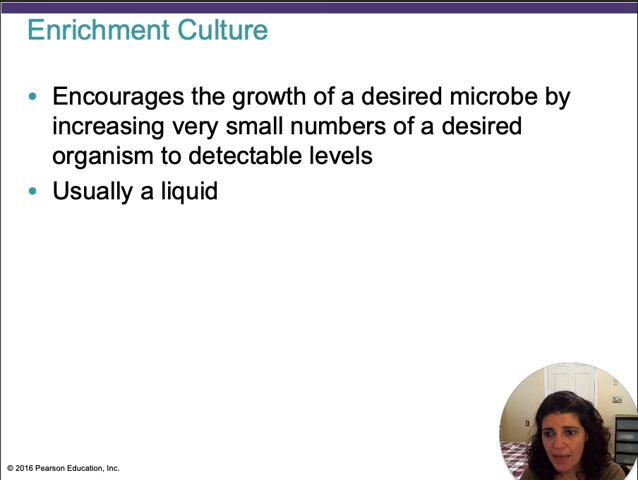 Enrichment Culture
• Encourages the growth of a desired microbe by
increasing very small numbers of a desired
organism to detectable levels
• Usually a liquid
© 2016 Pearson Education, Inc.